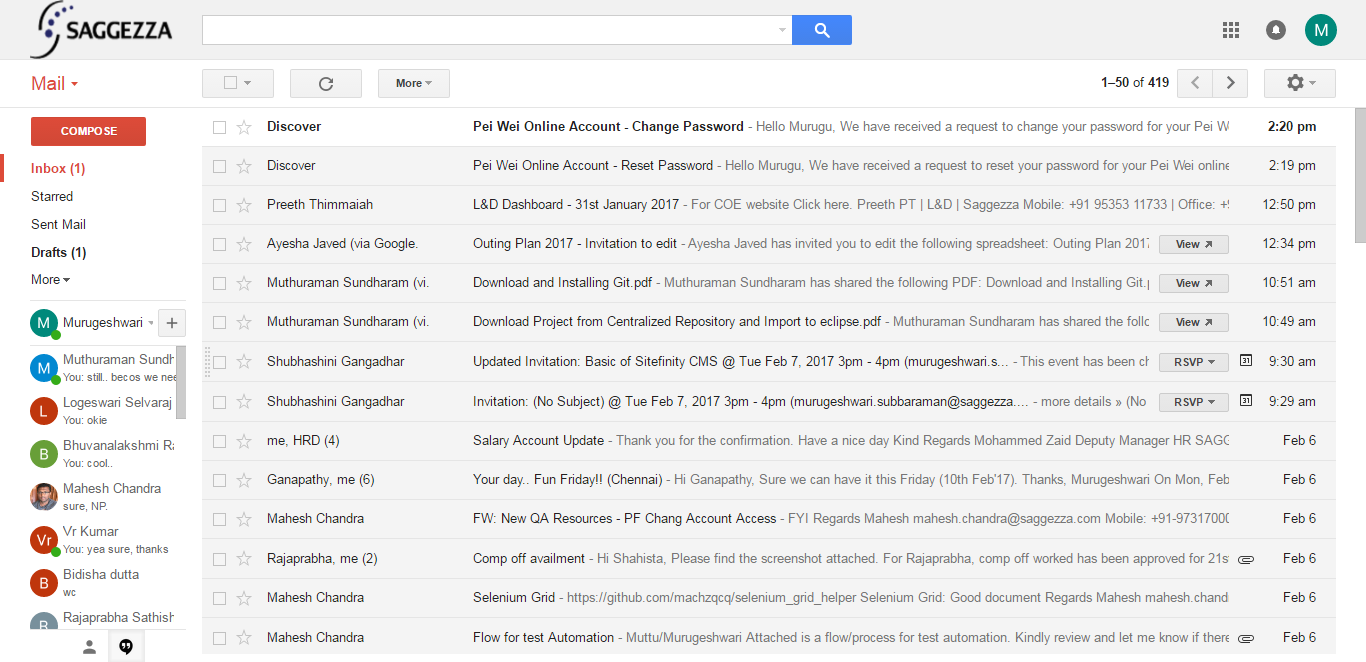 SAGGEZZA
M
Mail
More
1–50 of 419
COMPOSE
Inbox (1)
Starred
Sent Mail
Drafts (1)
More
M Murugeshwari +
M Muthuraman Sundh
You: still.. becos we nee
L Logeswari Selvaraj
You: okie
B Bhuvanalakshmi Ra
You: cool..
Mahesh Chandra
sure, NP.
Vr Vr Kumar
You: yea sure, thanks
B Bidisha dutta
wc
R Rajaprabha Sathish
Discover Pei Wei Online Account - Change Password - Hello Murugu, We have received a request to change your password for your Pei W 2:20 pm
Discover Pei Wei Online Account - Reset Password - Hello Murugu, We have received a request to reset your password for your Pei Wei online 2:19 pm
Preeth Thimmaiah L&D Dashboard - 31st January 2017 - For COE website Click here. Preeth PT | L&D | Saggezza Mobile: +91 95353 11733 | Office: +9 12:50 pm
Ayesha Javed (via Google. Outing Plan 2017 - Invitation to edit - Ayesha Javed has invited you to edit the following spreadsheet: Outing Plan 2017 View 12:34 pm
Muthuraman Sundharam (vi. Download and Installing Git.pdf - Muthuraman Sundharam has shared the following PDF: Download and Installing Git.p View 10:51 am
Muthuraman Sundharam (vi. Download Project from Centralized Repository and Import to eclipse.pdf - Muthuraman Sundharam has shared the follo View 10:49 am
Shubhashini Gangadhar Updated Invitation: Basic of Sitefinity CMS @ Tue Feb 7, 2017 3pm - 4pm (murugeshwari.s... - This event has been ch RSVP 31 9:30 am
Shubhashini Gangadhar Invitation: (No Subject) @ Tue Feb 7, 2017 3pm - 4pm (murugeshwari.subbaraman@saggezza.... - more details » (No RSVP 31 9:29 am
me, HRD (4) Salary Account Update - Thank you for the confirmation. Have a nice day Kind Regards Mohammed Zaid Deputy Manager HR SAGG Feb 6
Ganapathy, me (6) Your day.. Fun Friday!! (Chennai) - Hi Ganapathy, Sure we can have it this Friday (10th Feb'17). Thanks, Murugeshwari On Mon, Feb Feb 6
Mahesh Chandra FW: New QA Resources - PF Chang Account Access - FYI Regards Mahesh mahesh.chandra@saggezza.com Mobile: +91-97317000 Feb 6
Rajaprabha, me (2) Comp off availment - Hi Shahista, Please find the screenshot attached. For Rajaprabha, comp off worked has been approved for 21st Feb 6
Mahesh Chandra Selenium Grid - https://github.com/machzqcq/selenium_grid_helper Selenium Grid: Good document Regards Mahesh mahesh.chand Feb 6
Mahesh Chandra Flow for test Automation - Muttu/Murugeshwari Attached is a flow/process for test automation. Kindly review and let me know if there Feb 6